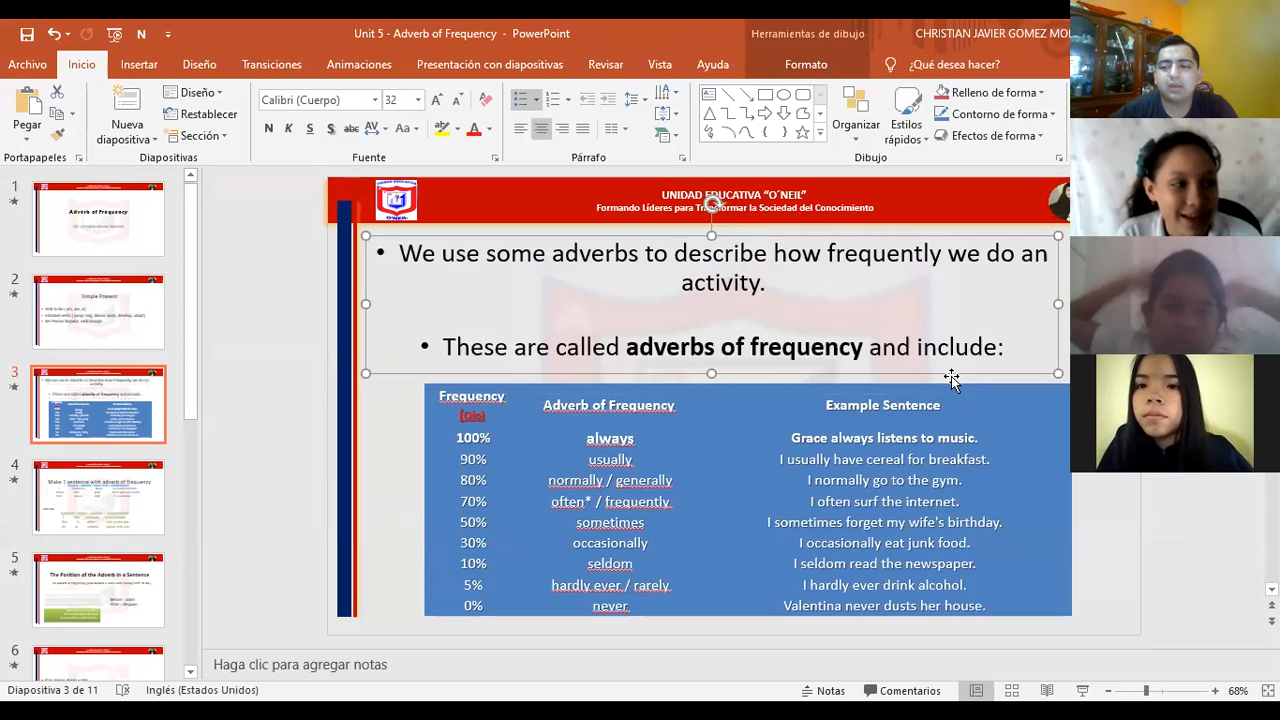 Unit 5 - Adverb of Frequency - PowerPoint
Herramientas de dibujo
CHRISTIAN JAVIER GOMEZ
Archivo Inicio Insertar Diseño Transiciones Animaciones Presentación con diapositivas Revisar Vista Ayuda Formato ¿Qué desea hacer?
Pegar
Nueva diapositiva
Diseño
Restablecer
Sección
Calibri (Cuerpo) 32
Organizar
Estilos rápidos
Relleno de forma
Contorno de forma
Efectos de forma
Portapapeles Diapositivas Fuente Párrafo Dibujo
1
Adverb of Frequency
2
Simple Present
3
4
Make 1 sentence with adverb of frequency
5
The Position of the Adverb in a Sentence
6
UNIDAD EDUCATIVA "O´NEIL"
Formando Líderes para Transformar la Sociedad del Conocimiento
• We use some adverbs to describe how frequently we do an
activity.
• These are called adverbs of frequency and include:
Frequency Adverb of Frequency Example Sentence
100% always Grace always listens to music.
90% usually I usually have cereal for breakfast.
80% normally / generally I normally go to the gym.
70% often* / frequently I often surf the internet.
50% sometimes I sometimes forget my wife's birthday.
30% occasionally I occasionally eat junk food.
10% seldom I seldom read the newspaper.
5% hardly ever / rarely I hardly ever drink alcohol.
0% never Valentina never dusts her house.
Haga clic para agregar notas
Diapositiva 3 de 11 Inglés (Estados Unidos) Notas Comentarios 68%